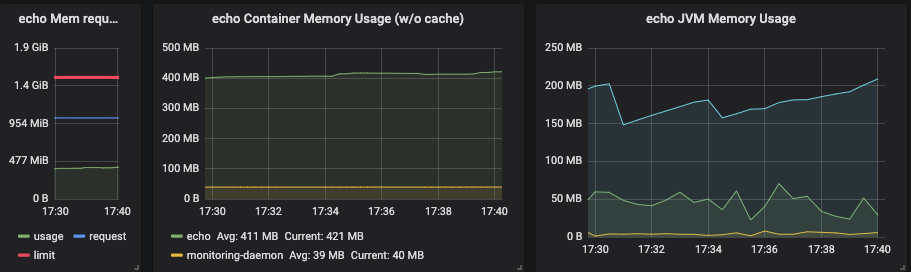 echo Mem requ...
1.9 GiB
1.4 GiB
954 MiB
477 MiB
0 B
17:30 17:40
usage request
limit
echo Container Memory Usage (w/o cache)
500 MB
400 MB
300 MB
200 MB
100 MB
0 B
17:30 17:32 17:34 17:36 17:38 17:40
echo Avg: 411 MB Current: 421 MB
monitoring-daemon Avg: 39 MB Current: 40 MB
echo JVM Memory Usage
250 MB
200 MB
150 MB
100 MB
50 MB
0 B
17:30 17:32 17:34 17:36 17:38 17:40